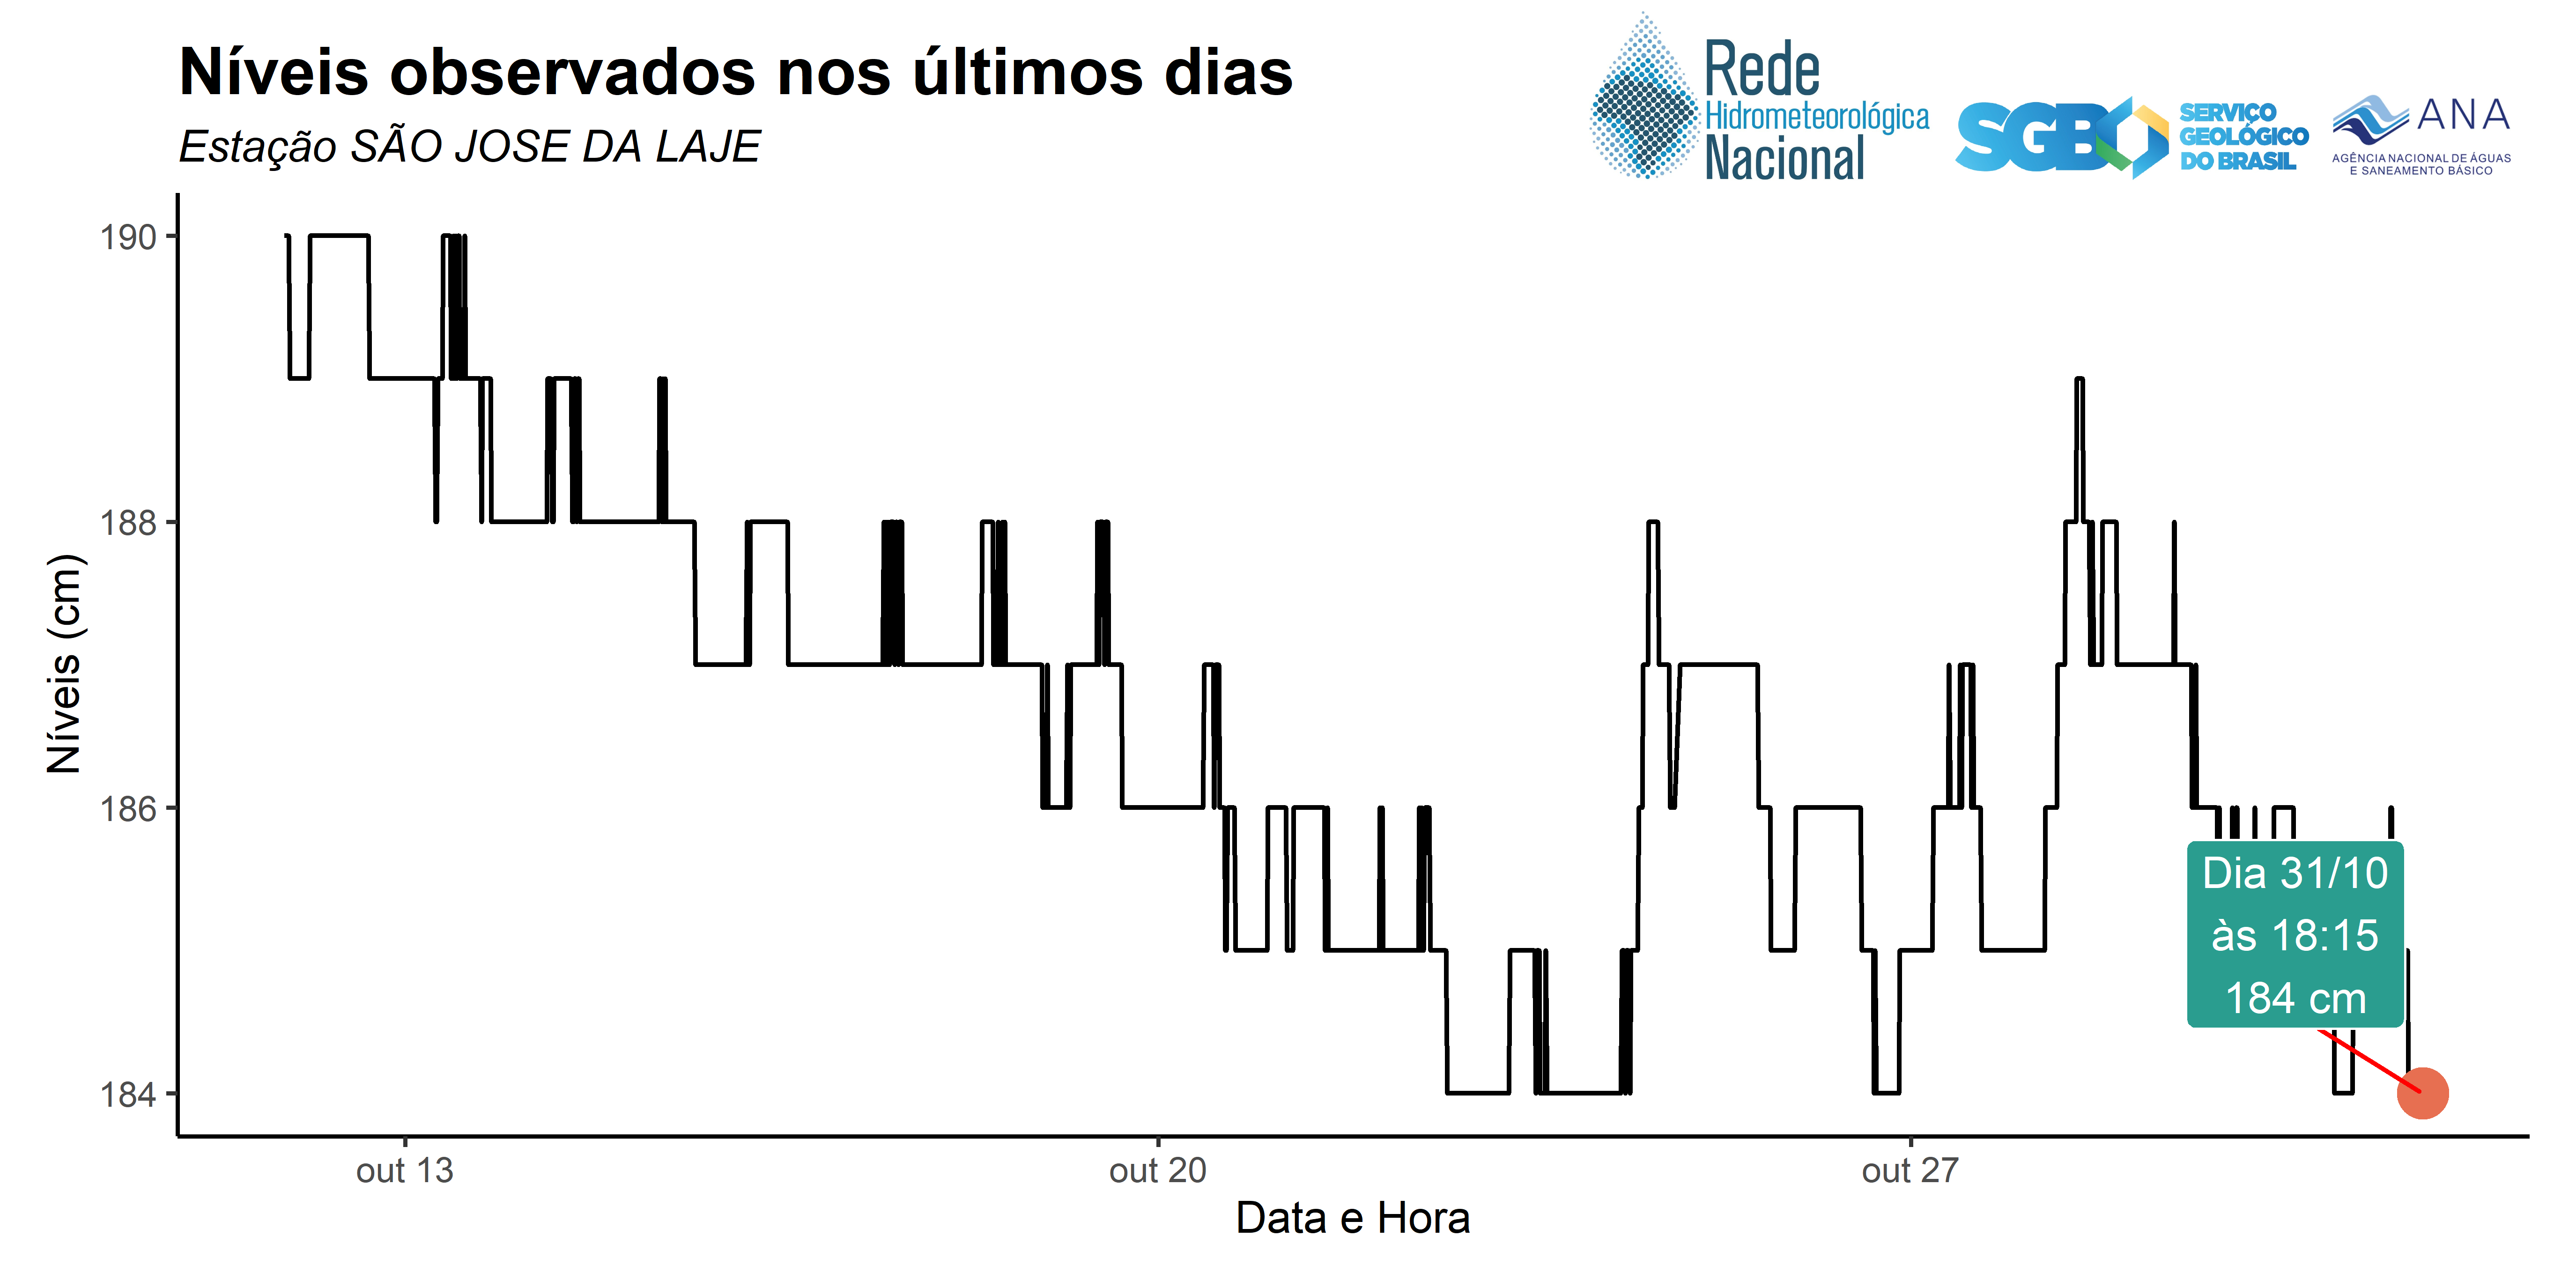 Níveis observados nos últimos dias
Estação SÃO JOSE DA LAJE
Rede
Hidrometeorológica
Nacional
SGB
SERVIÇO
GEOLÓGICO
DO BRASIL
ANA
AGÊNCIA NACIONAL DE ÁGUAS
E SANEAMENTO BÁSICO
Níveis (cm)
190
188
186
184
Dia 31/10
às 18:15
184 cm
out 13
out 20
out 27
Data e Hora